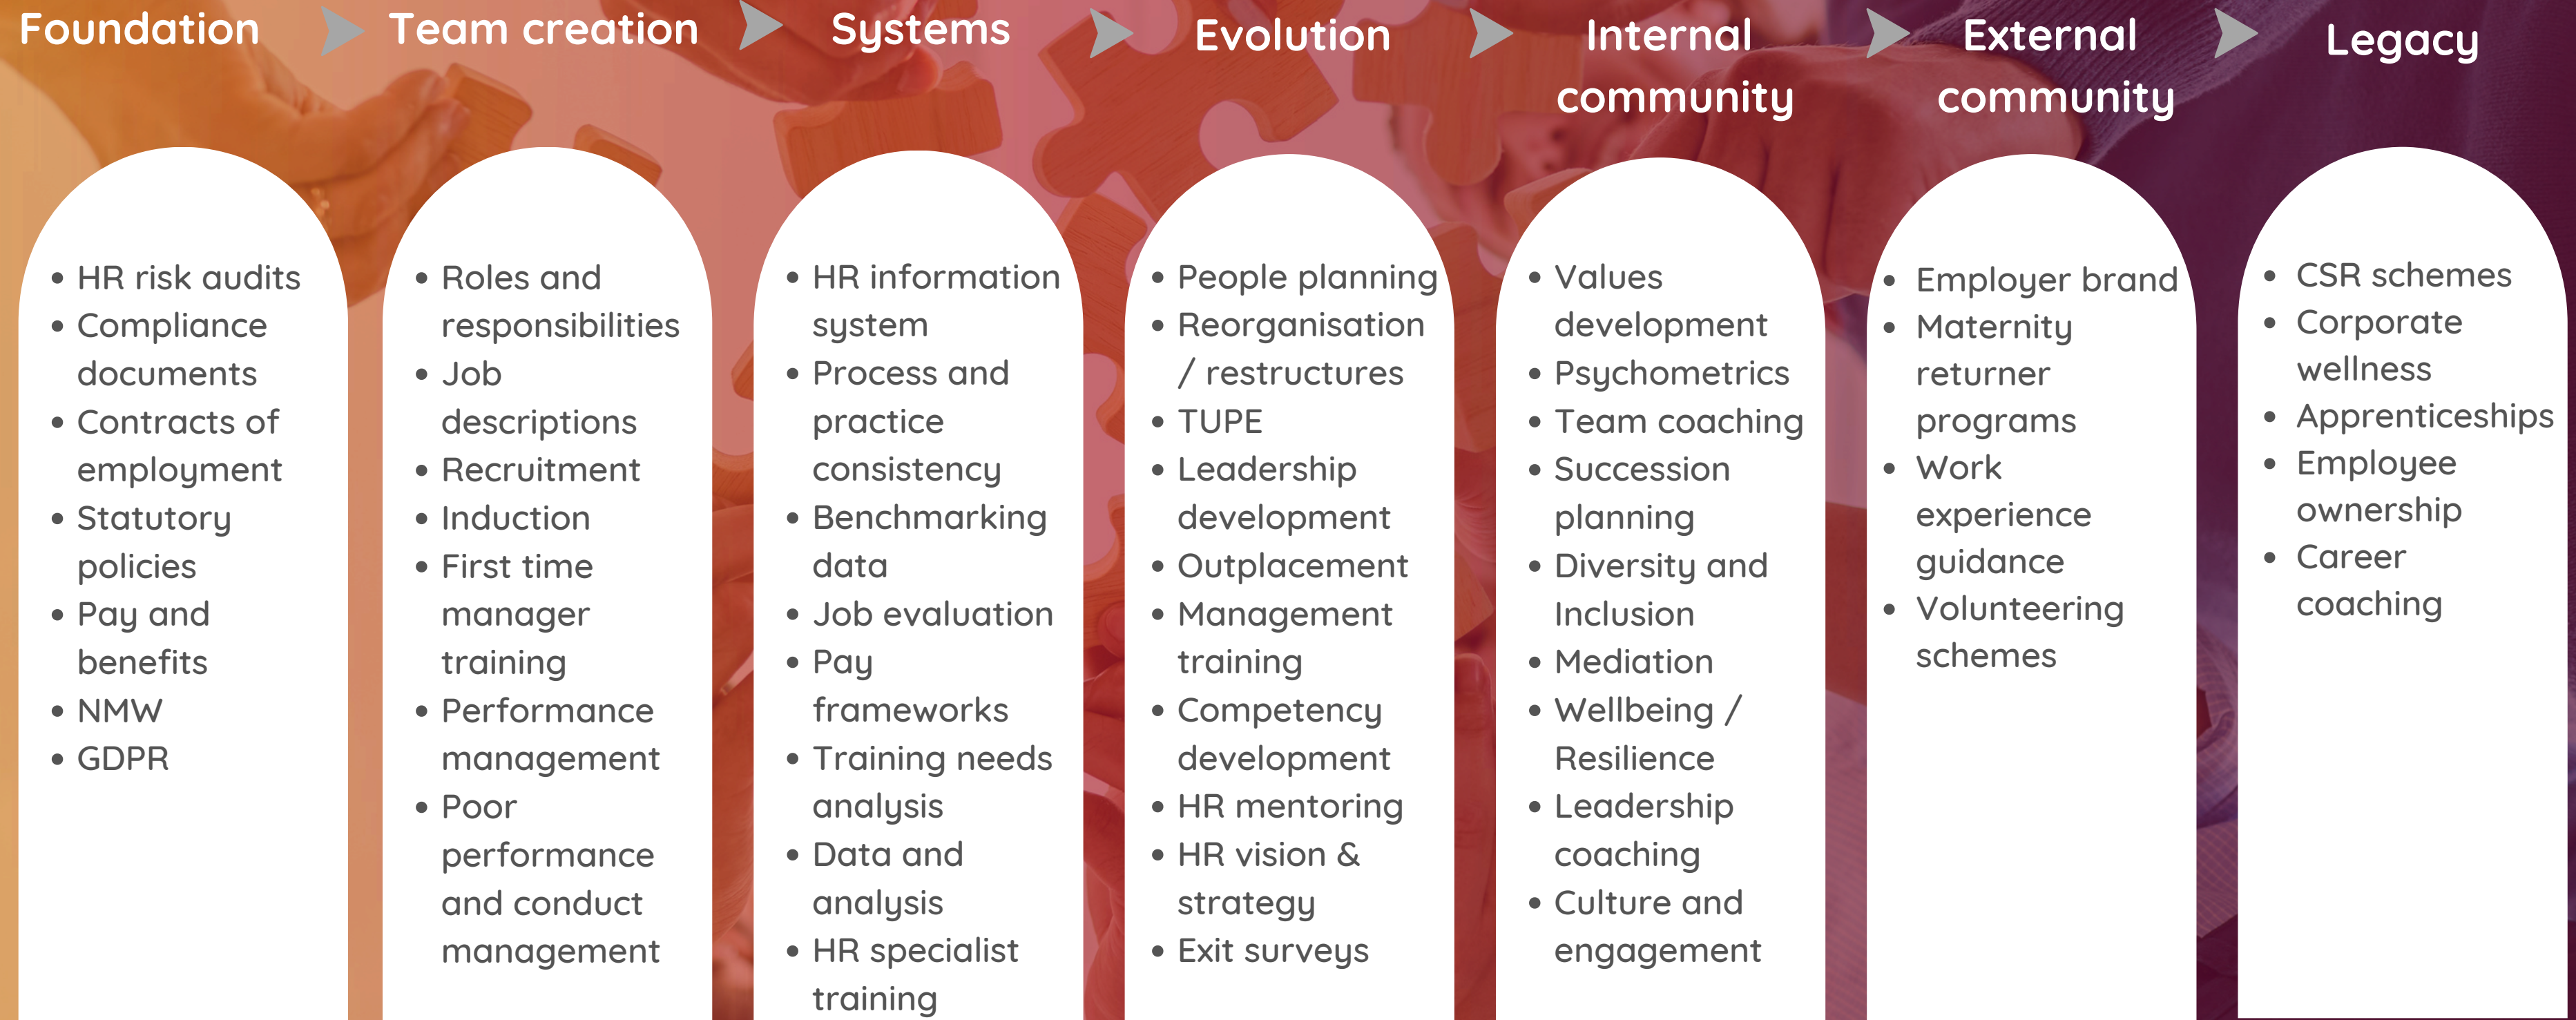 Foundation
Team creation
Systems
Evolution
Internal
community
External
community
Legacy
• HR risk audits
• Compliance
documents
• Contracts of
employment
• Statutory
policies
• Pay and
benefits
• NMW
• GDPR
• Roles and
responsibilities
• Job
descriptions
• Recruitment
• Induction
• First time
manager
training
• Performance
management
• Poor
performance
and conduct
management
• HR information
system
• Process and
practice
consistency
• Benchmarking
data
• Job evaluation
• Pay
frameworks
• Training needs
analysis
• Data and
analysis
• HR specialist
training
• People planning
• Reorganisation
/ restructures
• TUPE
• Leadership
development
• Outplacement
• Management
training
• Competency
development
• HR mentoring
• HR vision &
strategy
• Exit surveys
• Values
development
• Psychometrics
• Team coaching
• Succession
planning
• Diversity and
Inclusion
• Mediation
• Wellbeing /
Resilience
• Leadership
coaching
• Culture and
engagement
• Employer brand
• Maternity
returner
programs
• Work
experience
guidance
• Volunteering
schemes
• CSR schemes
• Corporate
wellness
• Apprenticeships
• Employee
ownership
• Career
coaching